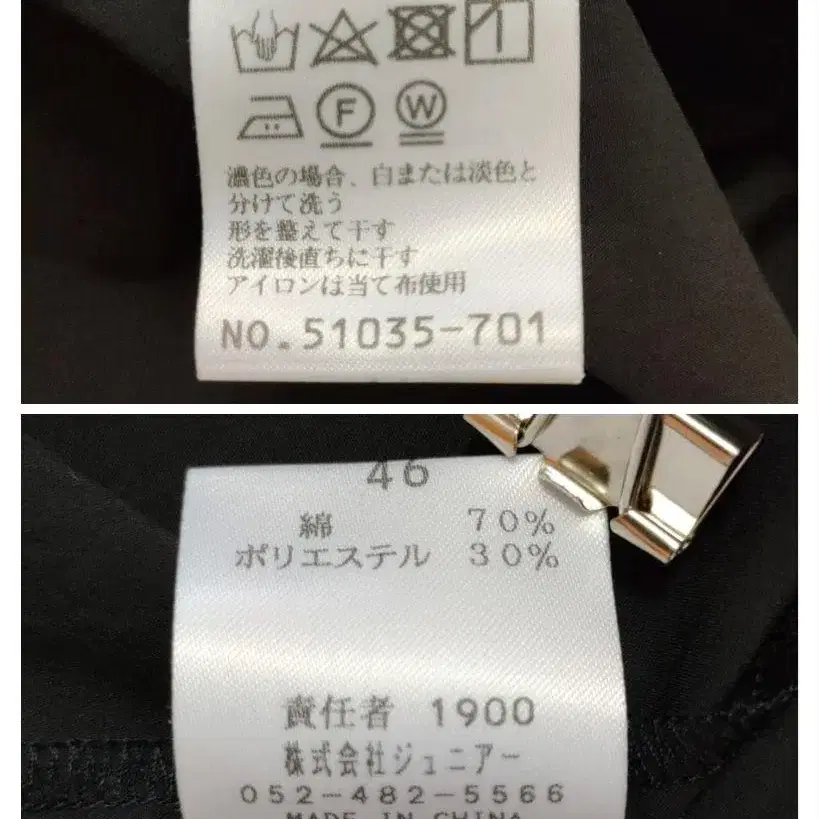 F W
濃色の場合、白または淡色と
分けて洗う
形を整えて干す
洗濯後直ちに干す
アイロンは当て布使用
NO.51035-701
46
綿 70%
ポリエステル 30%
責任者 1900
株式会社ジュニアー
052-482-5566
MADE IN CHINA